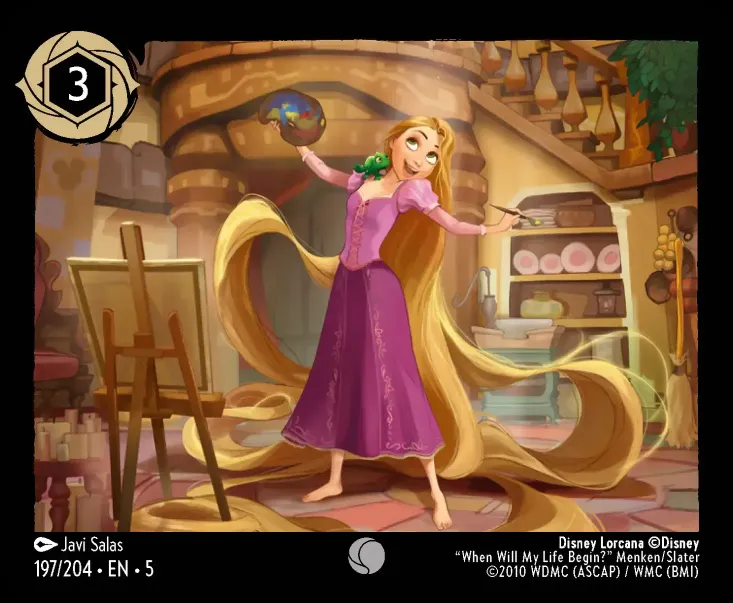 3
Javi Salas
197/204 • EN • 5
Disney Lorcana ©Disney
“When Will My Life Begin?” Menken/Slater
©2010 WDMC (ASCAP) / WMC (BMI)